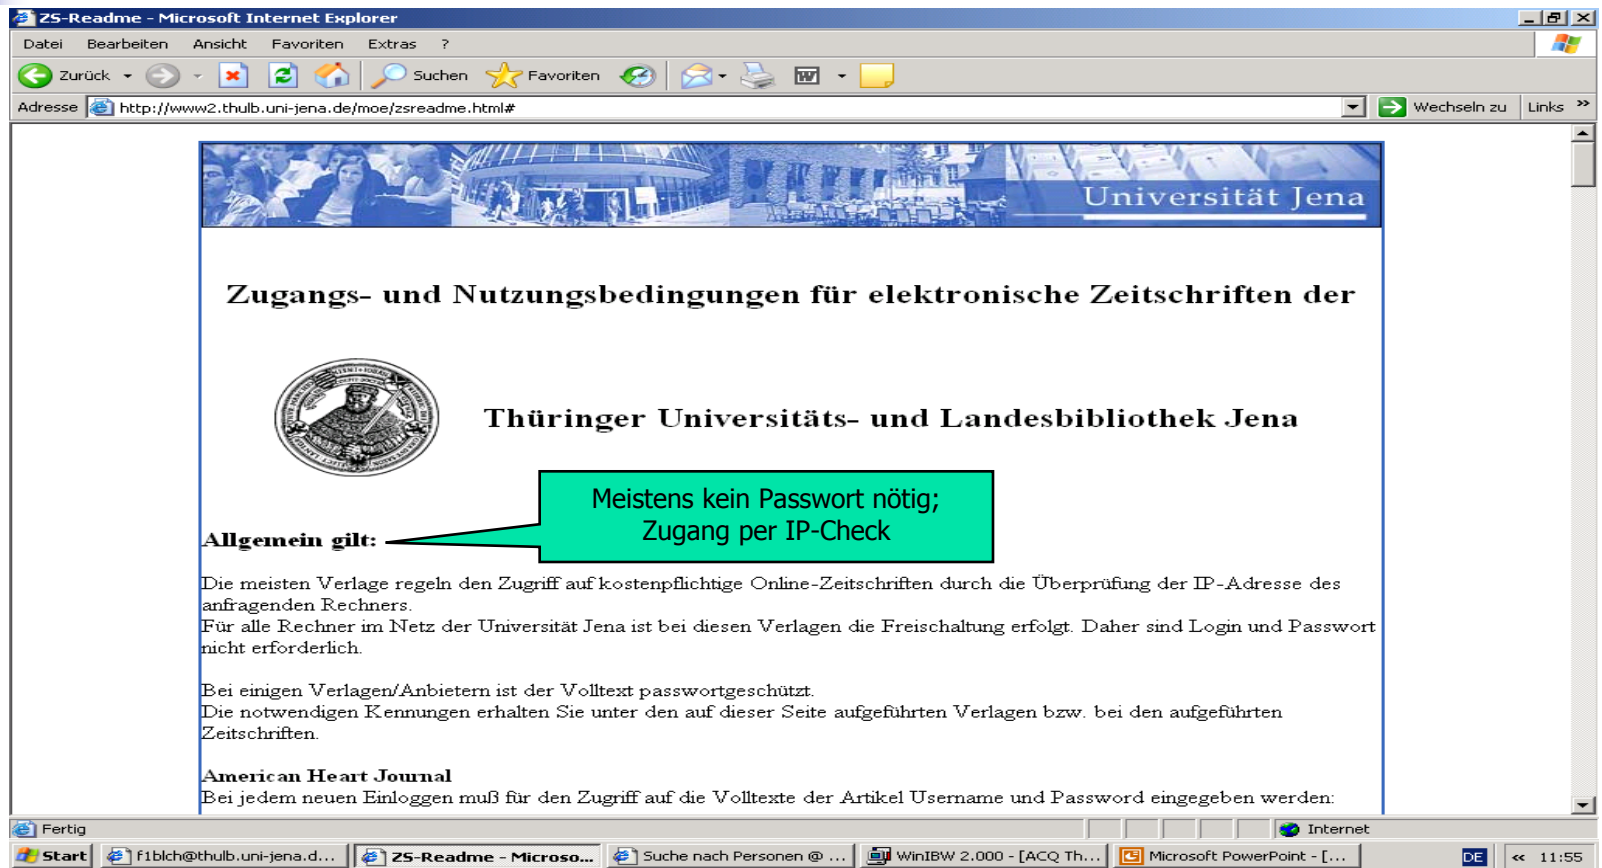 ZS-Readme - Microsoft Internet Explorer
Datei Bearbeiten Ansicht Favoriten Extras ?
Zurück Suchen Favoriten
Adresse http://www2.thulb.uni-jena.de/moe/zsreadme.html# Wechseln zu Links »
Universität Jena
Zugangs- und Nutzungsbedingungen für elektronische Zeitschriften der
Thüringer Universitäts- und Landesbibliothek Jena
Meistens kein Passwort nötig;
Zugang per IP-Check
Allgemein gilt:
Die meisten Verlage regeln den Zugriff auf kostenpflichtige Online-Zeitschriften durch die Überprüfung der IP-Adresse des
anfragenden Rechners.
Für alle Rechner im Netz der Universität Jena ist bei diesen Verlagen die Freischaltung erfolgt. Daher sind Login und Passwort
nicht erforderlich.
Bei einigen Verlagen/Anbietern ist der Volltext passwortgeschützt.
Die notwendigen Kennungen erhalten Sie unter den auf dieser Seite aufgeführten Verlagen bzw. bei den aufgeführten
Zeitschriften.
American Heart Journal
Bei jedem neuen Einloggen muß für den Zugriff auf die Volltexte der Artikel Username und Password eingegeben werden:
Fertig Internet
Start f1blch@thulb.uni-jena.d... ZS-Readme - Microso... Suche nach Personen @ ... WinIBW 2.000 - [ACQ Th... Microsoft PowerPoint - [... DE « 11:55